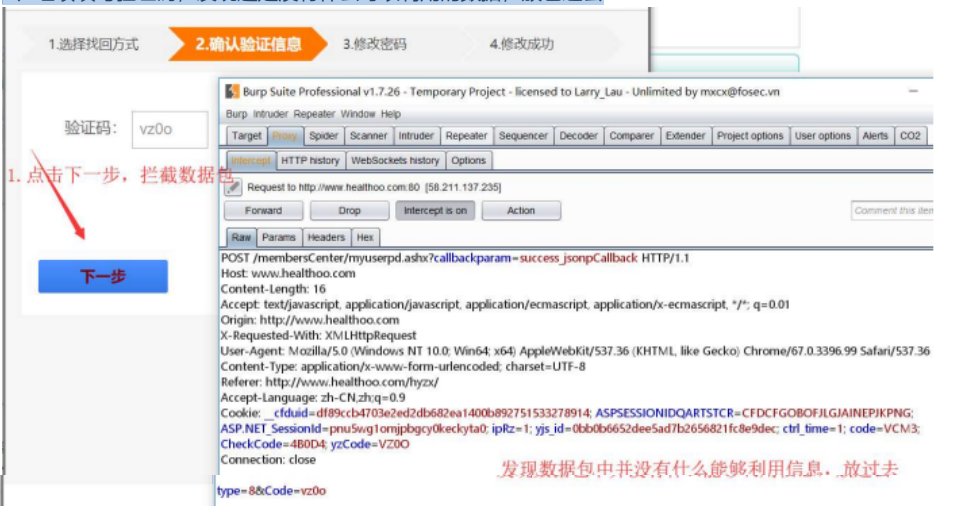 1.选择找回方式
2.确认验证信息
3.修改密码
4.修改成功
验证码：
vz0o
1. 点击下一步，拦截数据包
下一步
Burp Suite Professional v1.7.26 - Temporary Project - licensed to Larry_Lau - Unlimited by mxcx@fosec.vn
Burp Intruder Repeater Window Help
Target Proxy Spider Scanner Intruder Repeater Sequencer Decoder Comparer Extender Project options User options Alerts CO2
Intercept HTTP history WebSockets history Options
Request to http://www.healthoo.com:80 [58.211.137.235]
Forward Drop Intercept is on Action Comment this item
Raw Params Headers Hex
POST /membersCenter/myuserpd.ashx?callbackparam=success_jsonpCallback HTTP/1.1
Host: www.healthoo.com
Content-Length: 16
Accept: text/javascript, application/javascript, application/ecmascript, application/x-ecmascript, */*; q=0.01
Origin: http://www.healthoo.com
X-Requested-With: XMLHttpRequest
User-Agent: Mozilla/5.0 (Windows NT 10.0; Win64; x64) AppleWebKit/537.36 (KHTML, like Gecko) Chrome/67.0.3396.99 Safari/537.36
Content-Type: application/x-www-form-urlencoded; charset=UTF-8
Referer: http://www.healthoo.com/hyzx/
Accept-Language: zh-CN,zh;q=0.9
Cookie: __cfduid=df89ccb4703e2ed2db682ea1400b892751533278914; ASPSESSIONIDQARTSTCR=CFDCFGOBOFJLGJAINEPJKPNG;
ASP.NET_SessionId=pnu5wg1omjpbgcy0keckyta0; ipRz=1; yjs_id=0bb0b6652dee5ad7b2656821fc8e9dec; ctrl_time=1; code=VCM3;
CheckCode=4B0D4; yzCode=VZ0O
Connection: close
发现数据包中并没有什么能够利用信息，放过去
type=8&Code=vz0o